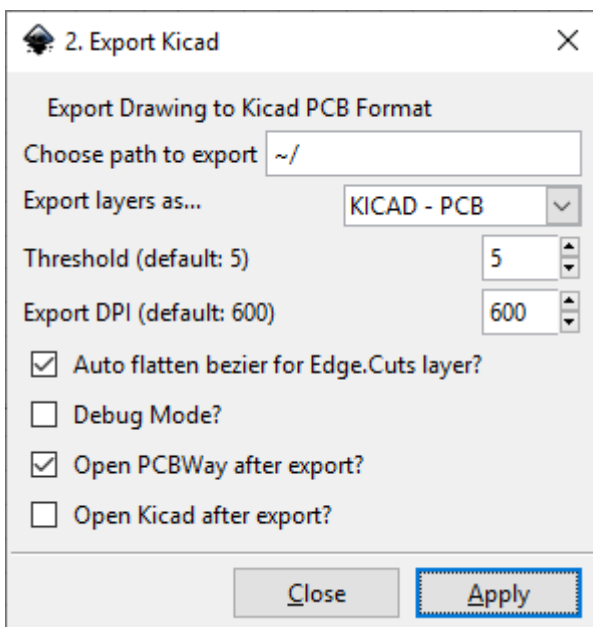 2. Export Kicad
Export Drawing to Kicad PCB Format
Choose path to export ~/
Export layers as... KICAD - PCB
Threshold (default: 5) 5
Export DPI (default: 600) 600
Auto flatten bezier for Edge.Cuts layer?
Debug Mode?
Open PCBWay after export?
Open Kicad after export?
Close Apply